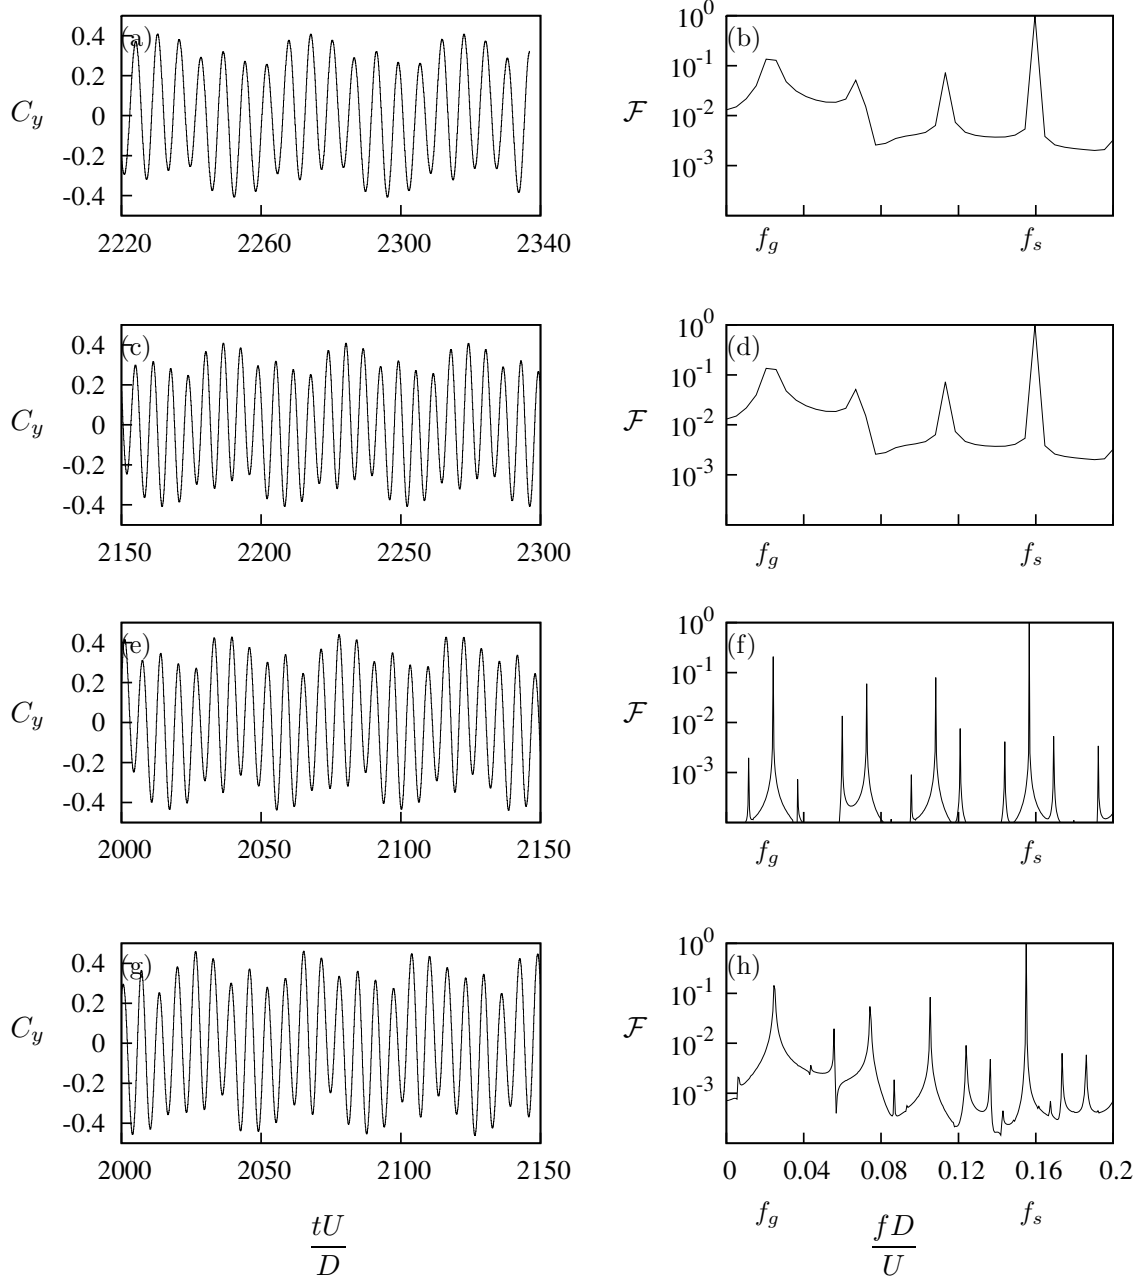 (a)
0.4
0.2
C_y 0
-0.2
-0.4
2220 2260 2300 2340
(b)
10^0
10^-1
F 10^-2
10^-3
f_g f_s
(c)
0.4
0.2
C_y 0
-0.2
-0.4
2150 2200 2250 2300
(d)
10^0
10^-1
F 10^-2
10^-3
f_g f_s
(e)
0.4
0.2
C_y 0
-0.2
-0.4
2000 2050 2100 2150
(f)
10^0
10^-1
F 10^-2
10^-3
f_g f_s
(g)
0.4
0.2
C_y 0
-0.2
-0.4
2000 2050 2100 2150
tU
D
(h)
10^0
10^-1
F 10^-2
10^-3
0 0.04 0.08 0.12 0.16 0.2
f_g f_s
fD
U